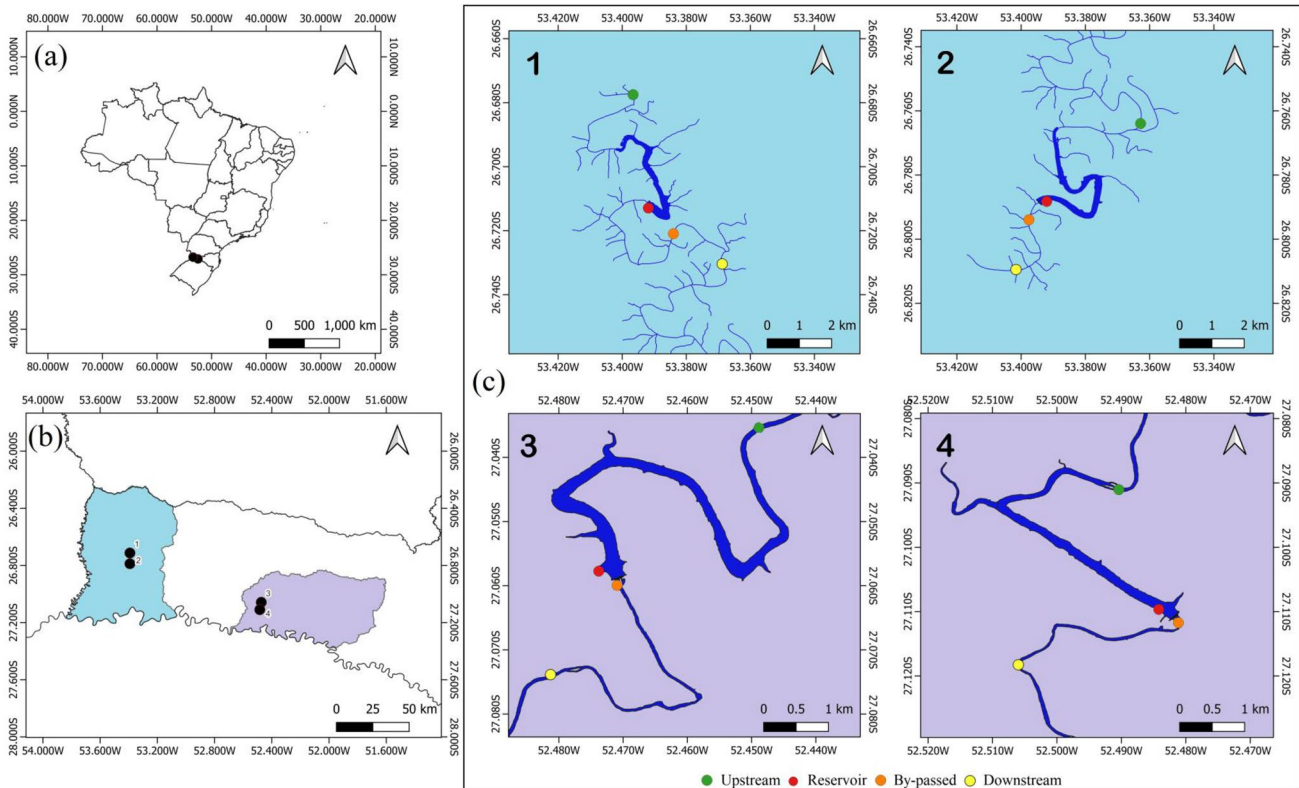 80.000W 70.000W 60.000W 50.000W 40.000W 30.000W 20.000W
(a)
10.000N 0.000N 10.000S 20.000S 30.000S 40.000S
10.000N 0.000N 10.000S 20.000S 30.000S 40.000S
0 500 1,000 km
80.000W 70.000W 60.000W 50.000W 40.000W 30.000W 20.000W
54.000W 53.600W 53.200W 52.800W 52.400W 52.000W 51.600W
(b)
26.000S 26.400S 26.800S 27.200S 27.600S 28.000S
1
2
3
4
26.000S 26.400S 26.800S 27.200S 27.600S 28.000S
0 25 50 km
54.000W 53.600W 53.200W 52.800W 52.400W 52.000W 51.600W
(c)
53.420W 53.400W 53.380W 53.360W 53.340W
1
26.660S 26.680S 26.700S 26.720S 26.740S
26.660S 26.680S 26.700S 26.720S 26.740S
0 1 2 km
53.420W 53.400W 53.380W 53.360W 53.340W
53.420W 53.400W 53.380W 53.360W 53.340W
2
26.740S 26.760S 26.780S 26.800S 26.820S
26.740S 26.760S 26.780S 26.800S 26.820S
0 1 2 km
53.420W 53.400W 53.380W 53.360W 53.340W
52.480W 52.470W 52.460W 52.450W 52.440W
3
27.040S 27.050S 27.060S 27.070S 27.080S
27.040S 27.050S 27.060S 27.070S 27.080S
0 0.5 1 km
52.480W 52.470W 52.460W 52.450W 52.440W
52.520W 52.510W 52.500W 52.490W 52.480W 52.470W
4
27.080S 27.090S 27.100S 27.110S 27.120S
27.080S 27.090S 27.100S 27.110S 27.120S
0 0.5 1 km
52.520W 52.510W 52.500W 52.490W 52.480W 52.470W
Upstream Reservoir By-passed Downstream